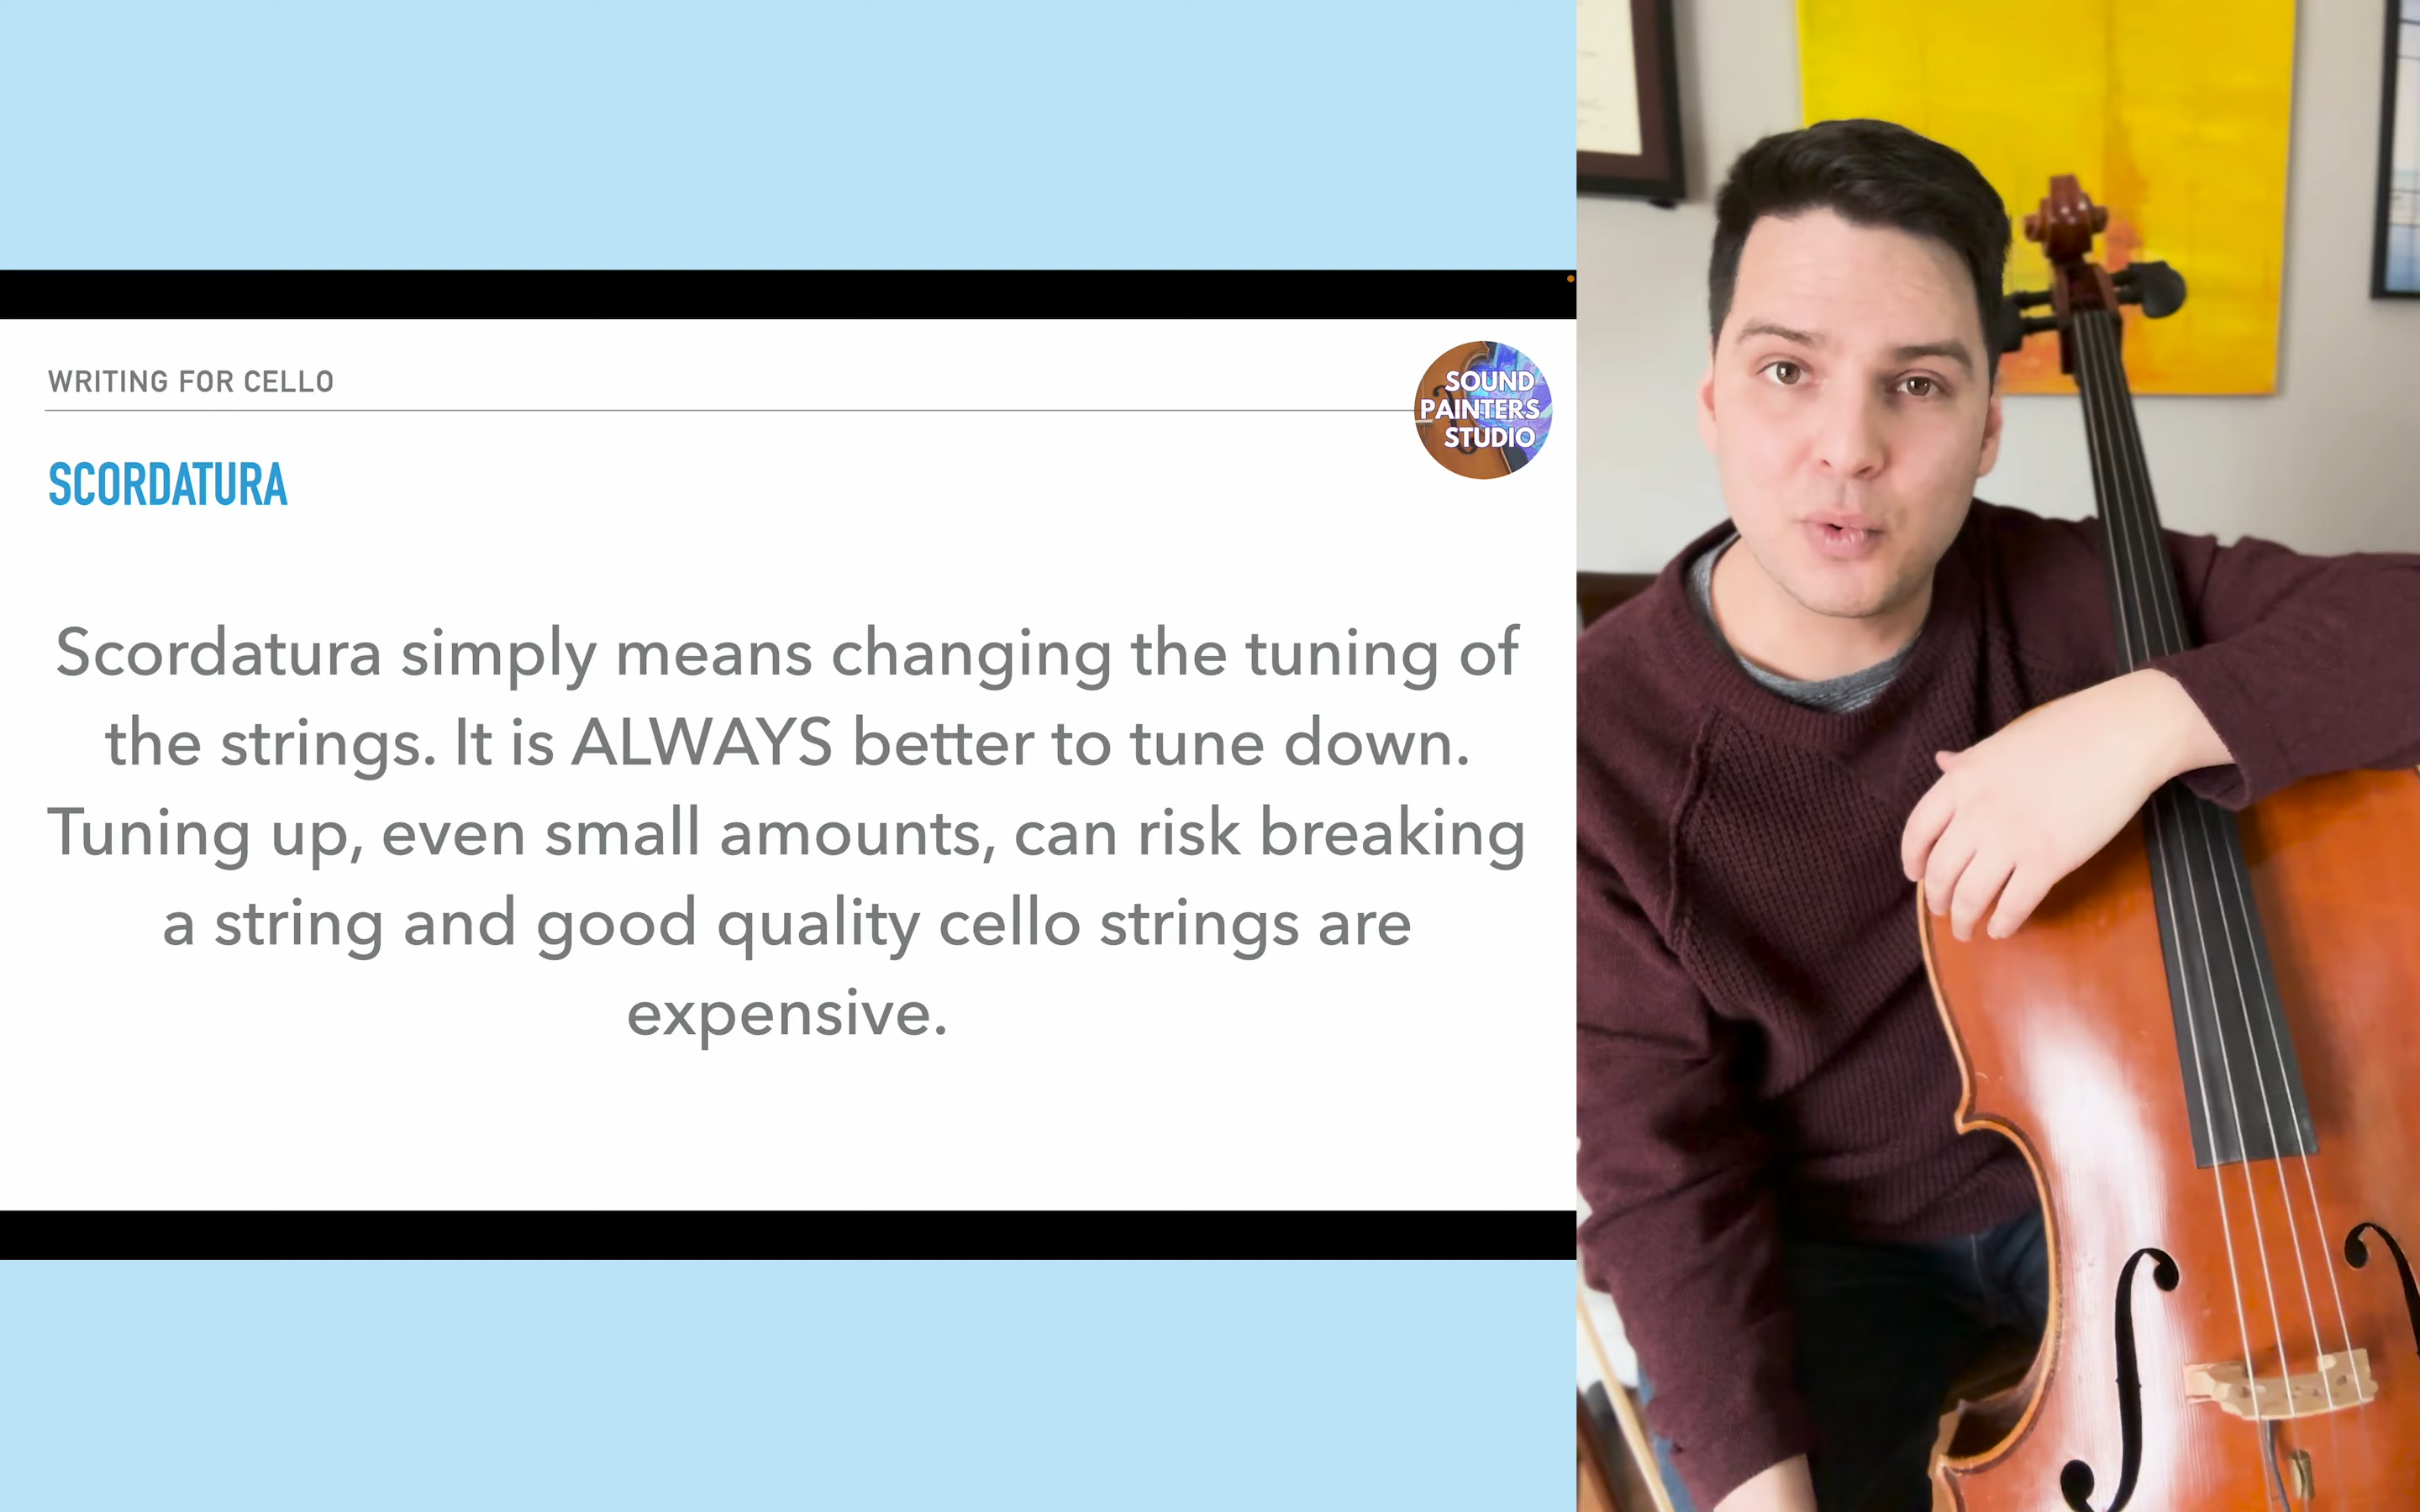 WRITING FOR CELLO
SOUND
PAINTERS
STUDIO
SCORDATURA
Scordatura simply means changing the tuning of
the strings. It is ALWAYS better to tune down.
Tuning up, even small amounts, can risk breaking
a string and good quality cello strings are
expensive.